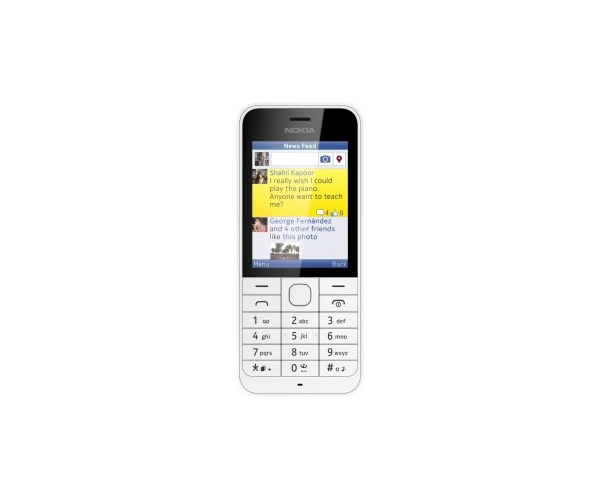 NOKIA
News Feed
Shalni Kapoor
I really wish I could
play the piano.
Anyone want to teach
me?
4 8
George Fernández
and 4 other friends
like this photo
Menu Back
1 2 abc 3 def
4 ghi 5 jkl 6 mno
7 pqrs 8 tuv 9 wxyz
* + 0 #